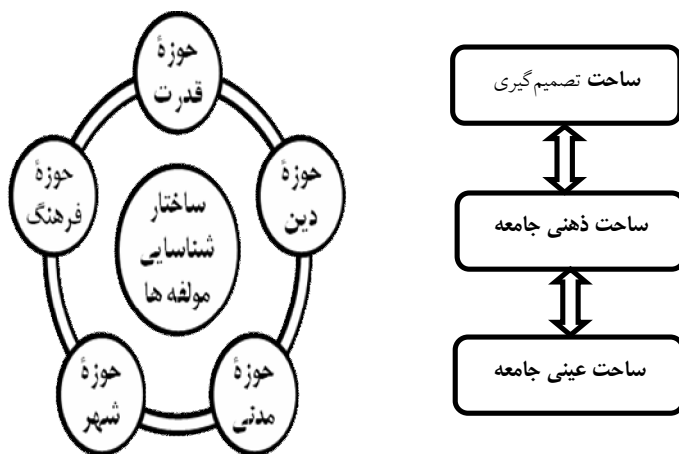 حوزهٔ
قدرت
حوزهٔ
دین
حوزهٔ
مدنی
حوزهٔ
شهر
حوزهٔ
فرهنگ
ساختار
شناسایی
مولفه ها
ساحت تصمیم‌گیری
ساحت ذهنی جامعه
ساحت عینی جامعه